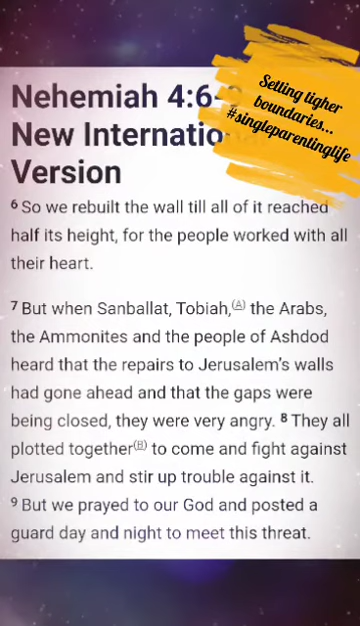 Nehemiah 4:6-
New Internatio
Version
Setting tigher
boundaries...
#singleparentinglife
6 So we rebuilt the wall till all of it reached
half its height, for the people worked with all
their heart.
7 But when Sanballat, Tobiah,(A) the Arabs,
the Ammonites and the people of Ashdod
heard that the repairs to Jerusalem's walls
had gone ahead and that the gaps were
being closed, they were very angry. 8 They all
plotted together(B) to come and fight against
Jerusalem and stir up trouble against it.
9 But we prayed to our God and posted a
guard day and night to meet this threat.